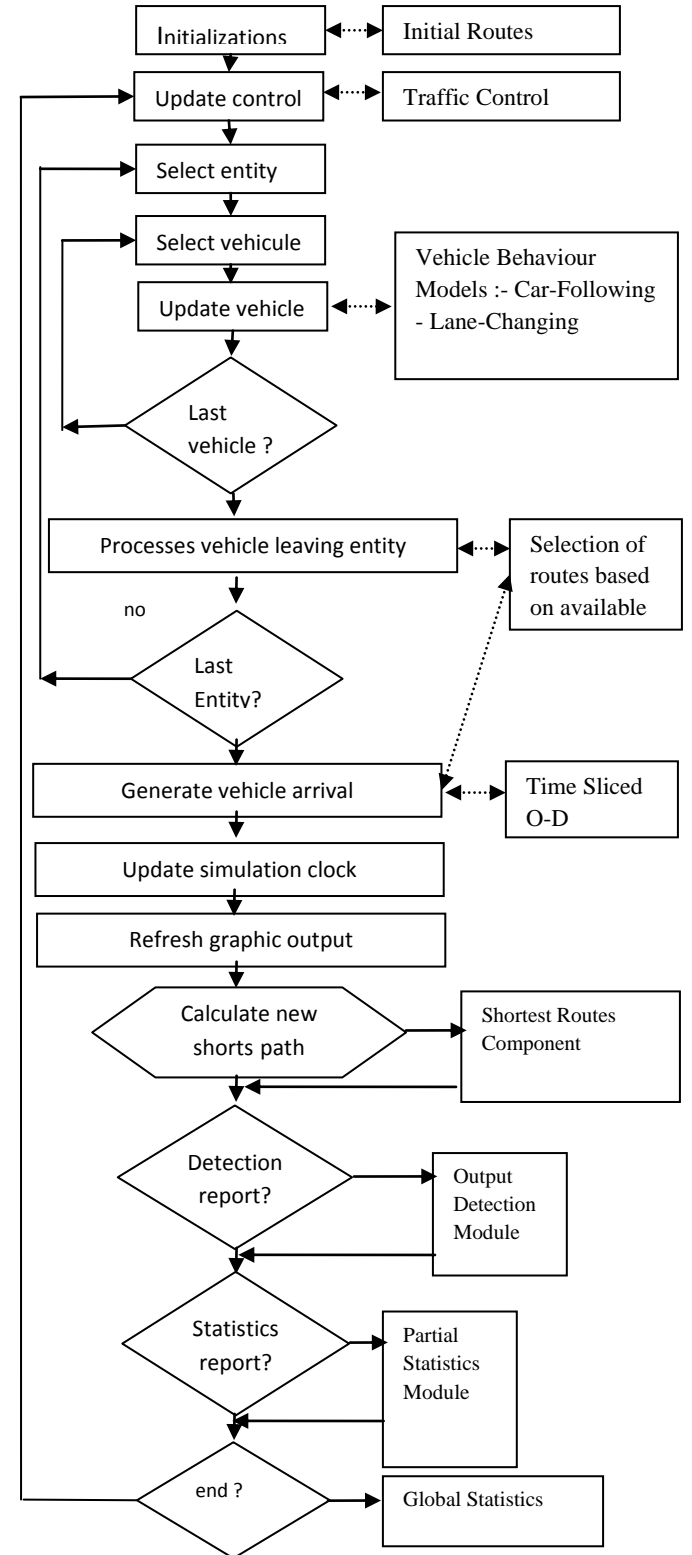 Initializations
Initial Routes
Update control
Traffic Control
Select entity
Select vehicule
Vehicle Behaviour
Models :- Car-Following
- Lane-Changing
Update vehicle
Last
vehicle ?
Processes vehicle leaving entity
Selection of
routes based
on available
no
Last
Entity?
Generate vehicle arrival
Time Sliced
O-D
Update simulation clock
Refresh graphic output
Calculate new
shorts path
Shortest Routes
Component
Detection
report?
Output
Detection
Module
Statistics
report?
Partial
Statistics
Module
end ?
Global Statistics